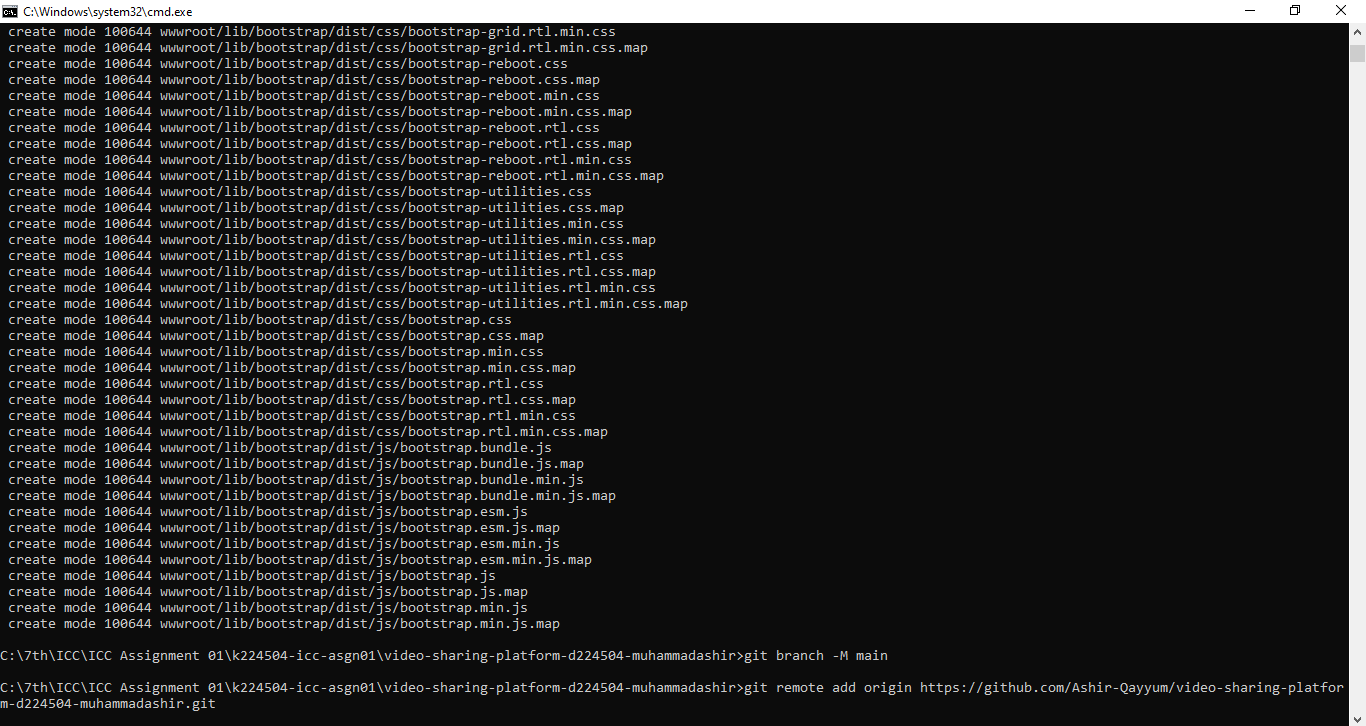 C:\Windows\system32\cmd.exe
create mode 100644 wwwroot/lib/bootstrap/dist/css/bootstrap-grid.rtl.min.css
create mode 100644 wwwroot/lib/bootstrap/dist/css/bootstrap-grid.rtl.min.css.map
create mode 100644 wwwroot/lib/bootstrap/dist/css/bootstrap-reboot.css
create mode 100644 wwwroot/lib/bootstrap/dist/css/bootstrap-reboot.css.map
create mode 100644 wwwroot/lib/bootstrap/dist/css/bootstrap-reboot.min.css
create mode 100644 wwwroot/lib/bootstrap/dist/css/bootstrap-reboot.min.css.map
create mode 100644 wwwroot/lib/bootstrap/dist/css/bootstrap-reboot.rtl.css
create mode 100644 wwwroot/lib/bootstrap/dist/css/bootstrap-reboot.rtl.css.map
create mode 100644 wwwroot/lib/bootstrap/dist/css/bootstrap-reboot.rtl.min.css
create mode 100644 wwwroot/lib/bootstrap/dist/css/bootstrap-reboot.rtl.min.css.map
create mode 100644 wwwroot/lib/bootstrap/dist/css/bootstrap-utilities.css
create mode 100644 wwwroot/lib/bootstrap/dist/css/bootstrap-utilities.css.map
create mode 100644 wwwroot/lib/bootstrap/dist/css/bootstrap-utilities.min.css
create mode 100644 wwwroot/lib/bootstrap/dist/css/bootstrap-utilities.min.css.map
create mode 100644 wwwroot/lib/bootstrap/dist/css/bootstrap-utilities.rtl.css
create mode 100644 wwwroot/lib/bootstrap/dist/css/bootstrap-utilities.rtl.css.map
create mode 100644 wwwroot/lib/bootstrap/dist/css/bootstrap-utilities.rtl.min.css
create mode 100644 wwwroot/lib/bootstrap/dist/css/bootstrap-utilities.rtl.min.css.map
create mode 100644 wwwroot/lib/bootstrap/dist/css/bootstrap.css
create mode 100644 wwwroot/lib/bootstrap/dist/css/bootstrap.css.map
create mode 100644 wwwroot/lib/bootstrap/dist/css/bootstrap.min.css
create mode 100644 wwwroot/lib/bootstrap/dist/css/bootstrap.min.css.map
create mode 100644 wwwroot/lib/bootstrap/dist/css/bootstrap.rtl.css
create mode 100644 wwwroot/lib/bootstrap/dist/css/bootstrap.rtl.css.map
create mode 100644 wwwroot/lib/bootstrap/dist/css/bootstrap.rtl.min.css
create mode 100644 wwwroot/lib/bootstrap/dist/css/bootstrap.rtl.min.css.map
create mode 100644 wwwroot/lib/bootstrap/dist/js/bootstrap.bundle.js
create mode 100644 wwwroot/lib/bootstrap/dist/js/bootstrap.bundle.js.map
create mode 100644 wwwroot/lib/bootstrap/dist/js/bootstrap.bundle.min.js
create mode 100644 wwwroot/lib/bootstrap/dist/js/bootstrap.bundle.min.js.map
create mode 100644 wwwroot/lib/bootstrap/dist/js/bootstrap.esm.js
create mode 100644 wwwroot/lib/bootstrap/dist/js/bootstrap.esm.js.map
create mode 100644 wwwroot/lib/bootstrap/dist/js/bootstrap.esm.min.js
create mode 100644 wwwroot/lib/bootstrap/dist/js/bootstrap.esm.min.js.map
create mode 100644 wwwroot/lib/bootstrap/dist/js/bootstrap.js
create mode 100644 wwwroot/lib/bootstrap/dist/js/bootstrap.js.map
create mode 100644 wwwroot/lib/bootstrap/dist/js/bootstrap.min.js
create mode 100644 wwwroot/lib/bootstrap/dist/js/bootstrap.min.js.map
C:\7th\ICC\ICC Assignment 01\k224504-icc-asgn01\video-sharing-platform-d224504-muhammadashir>git branch -M main
C:\7th\ICC\ICC Assignment 01\k224504-icc-asgn01\video-sharing-platform-d224504-muhammadashir>git remote add origin https://github.com/Ashir-Qayyum/video-sharing-platfor
m-d224504-muhammadashir.git